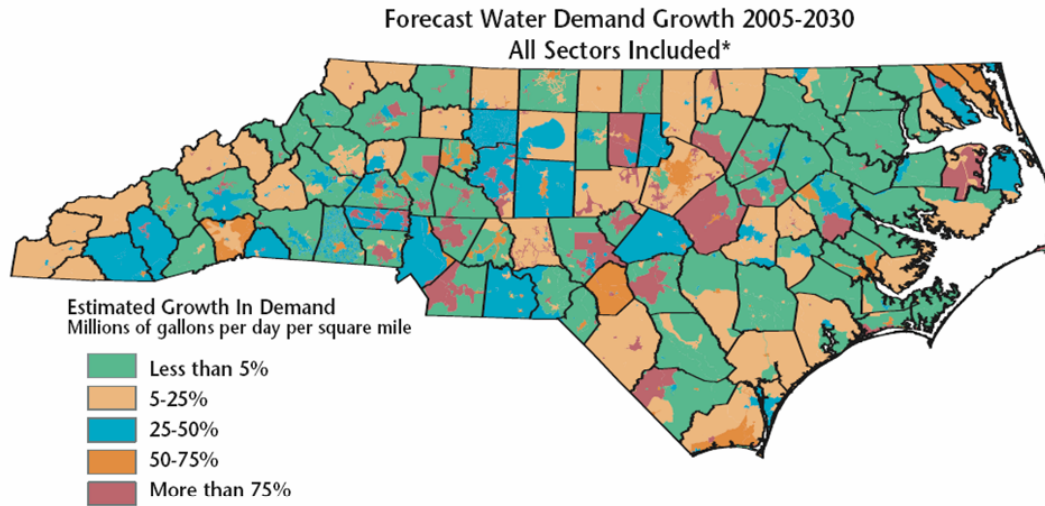 Forecast Water Demand Growth 2005-2030
All Sectors Included*
Estimated Growth In Demand
Millions of gallons per day per square mile
Less than 5%
5-25%
25-50%
50-75%
More than 75%